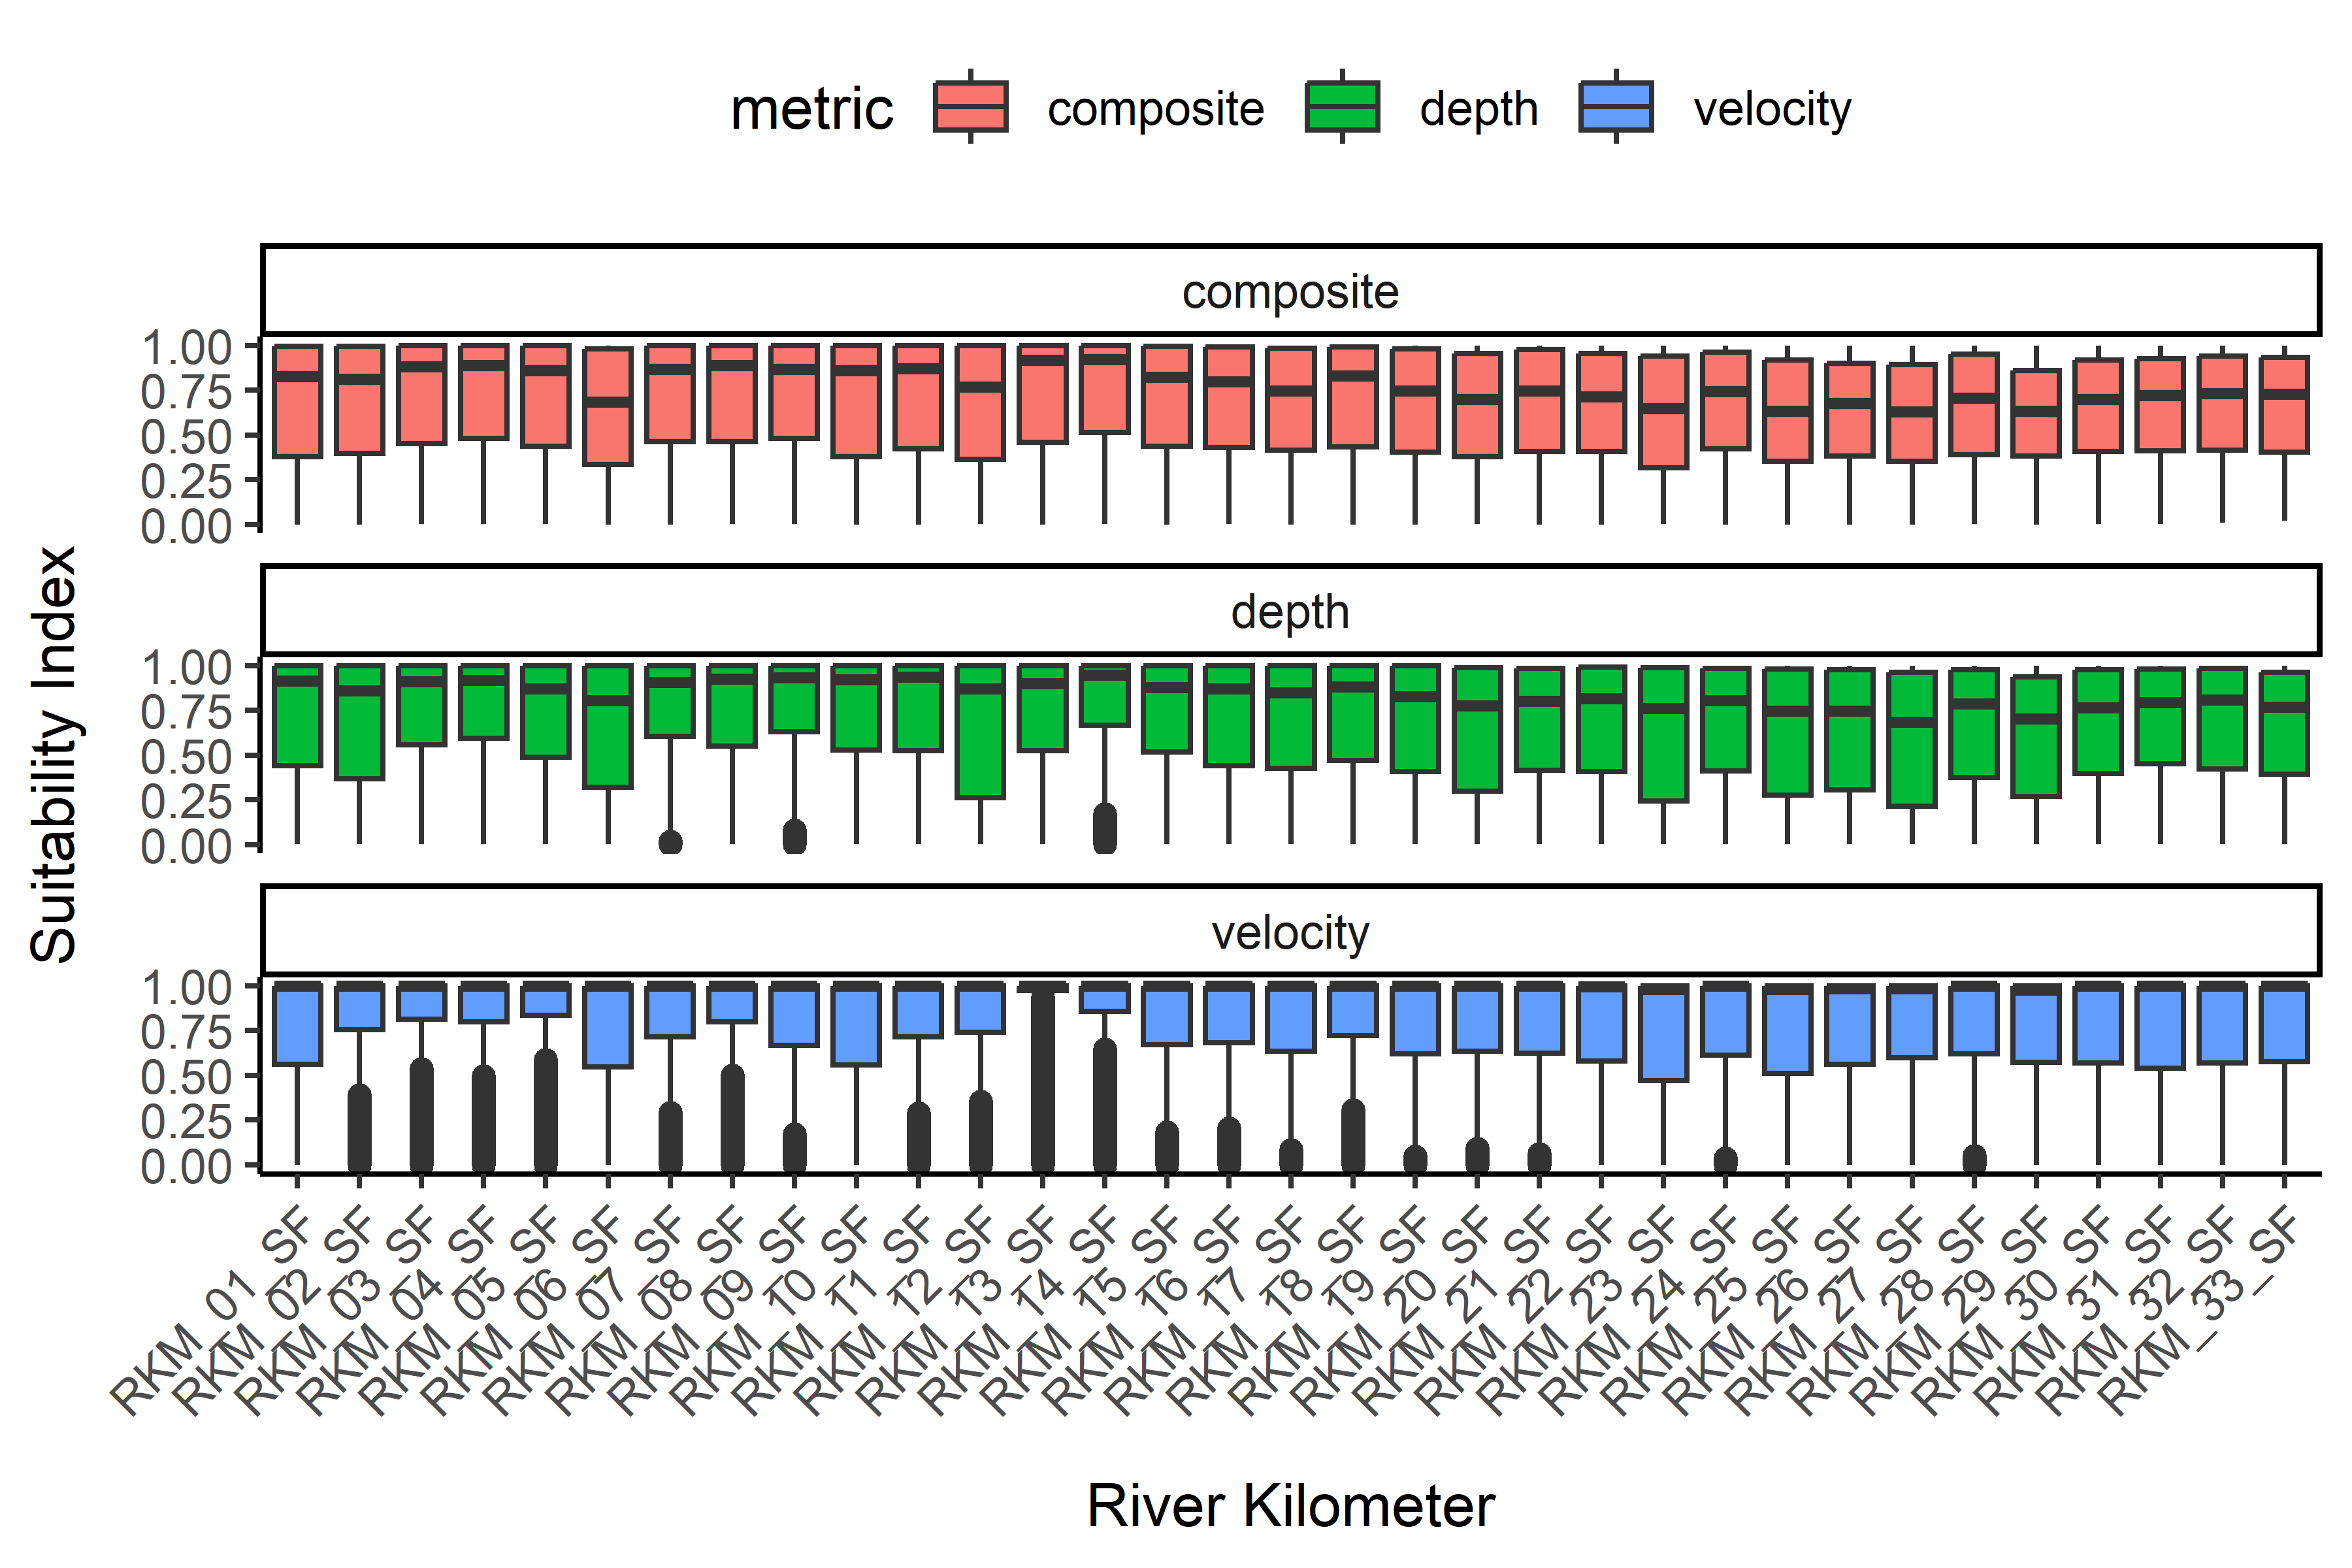 metric composite depth velocity
composite
1.00
0.75
0.50
0.25
0.00
depth
1.00
0.75
0.50
0.25
0.00
velocity
1.00
0.75
0.50
0.25
0.00
Suitability Index
RKM_01_SF
RKM_02_SF
RKM_03_SF
RKM_04_SF
RKM_05_SF
RKM_06_SF
RKM_07_SF
RKM_08_SF
RKM_09_SF
RKM_10_SF
RKM_11_SF
RKM_12_SF
RKM_13_SF
RKM_14_SF
RKM_15_SF
RKM_16_SF
RKM_17_SF
RKM_18_SF
RKM_19_SF
RKM_20_SF
RKM_21_SF
RKM_22_SF
RKM_23_SF
RKM_24_SF
RKM_25_SF
RKM_26_SF
RKM_27_SF
RKM_28_SF
RKM_29_SF
RKM_30_SF
RKM_31_SF
RKM_32_SF
RKM_33_SF
River Kilometer